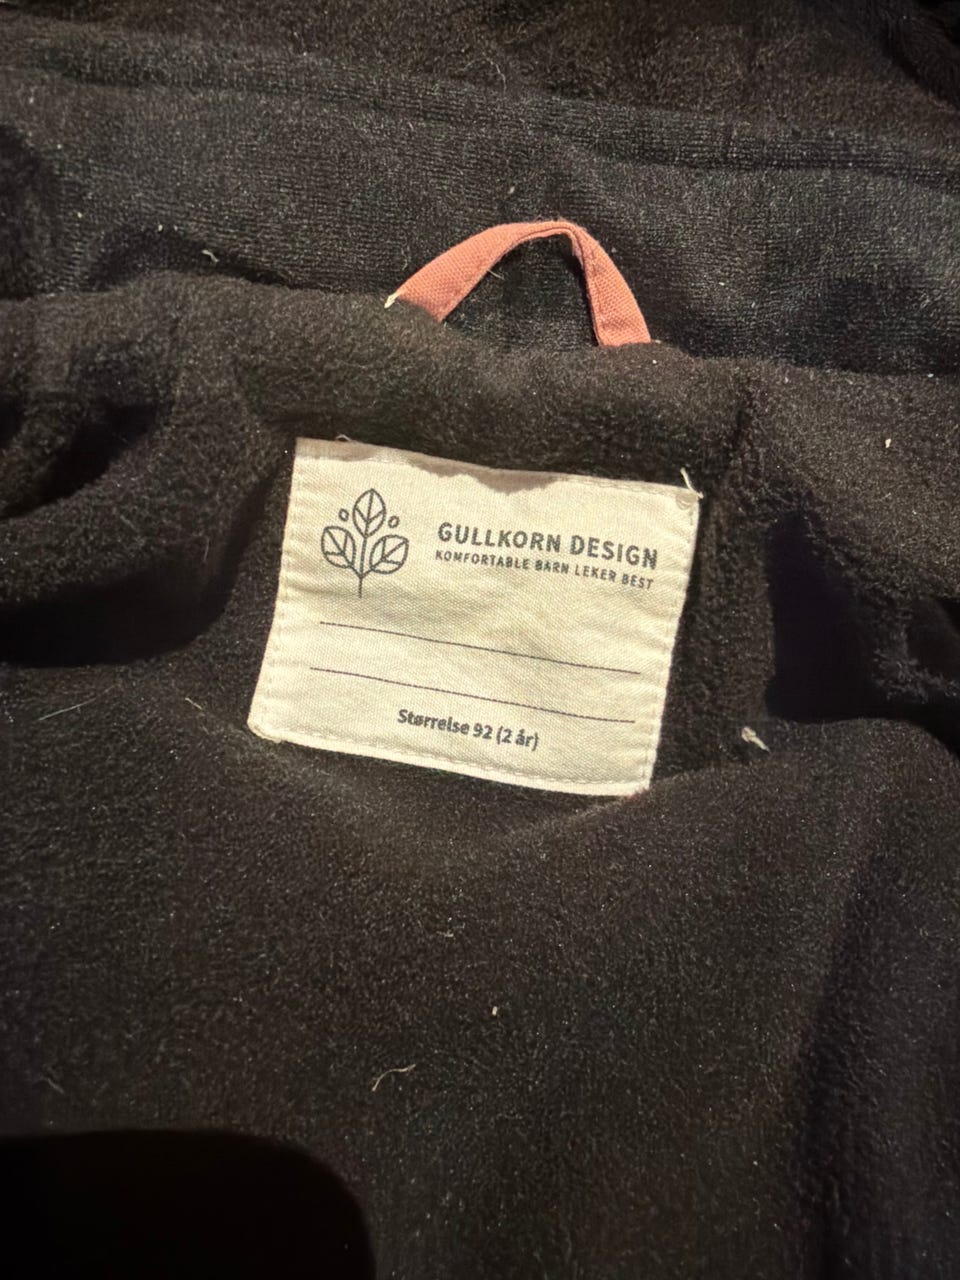 GULLKORN DESIGN
KOMFORTABLE BARN LEKER BEST
Størrelse 92 (2 år)